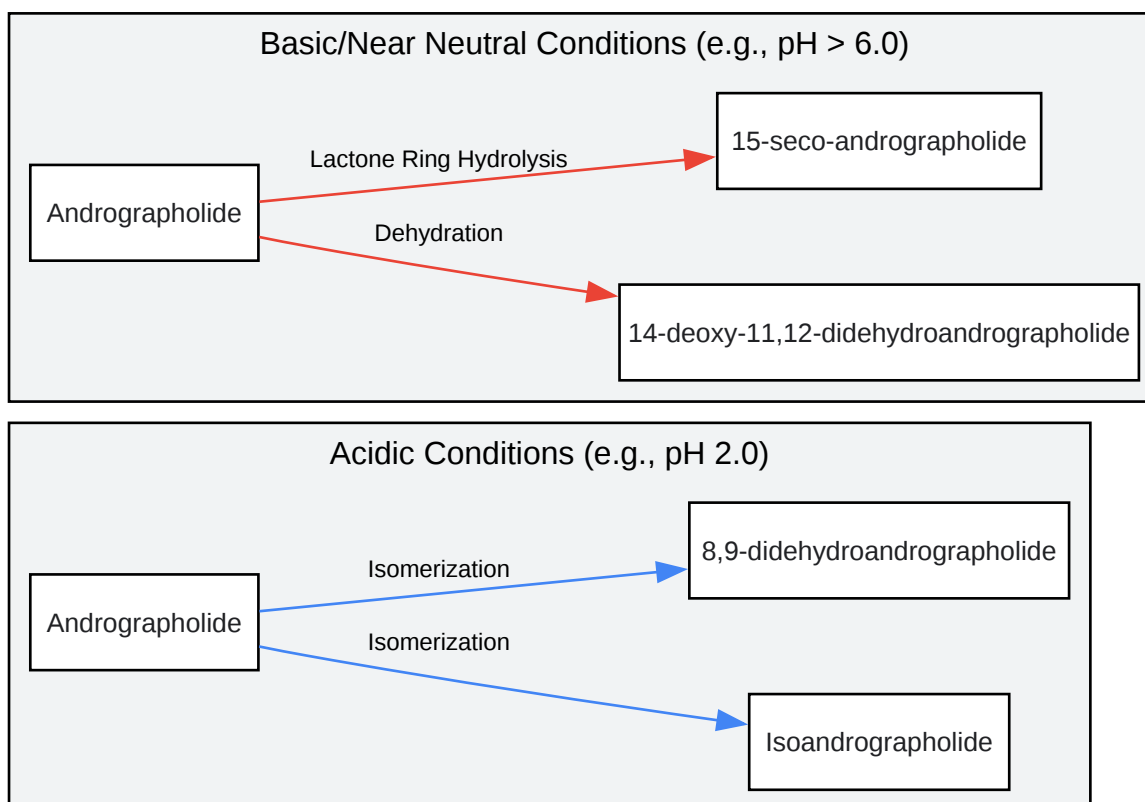 Basic/Near Neutral Conditions (e.g., pH > 6.0)
15-seco-andrographolide
Lactone Ring Hydrolysis
Andrographolide
Dehydration
14-deoxy-11,12-didehydroandrographolide
Acidic Conditions (e.g., pH 2.0)
8,9-didehydroandrographolide
Isomerization
Andrographolide
Isomerization
Isoandrographolide